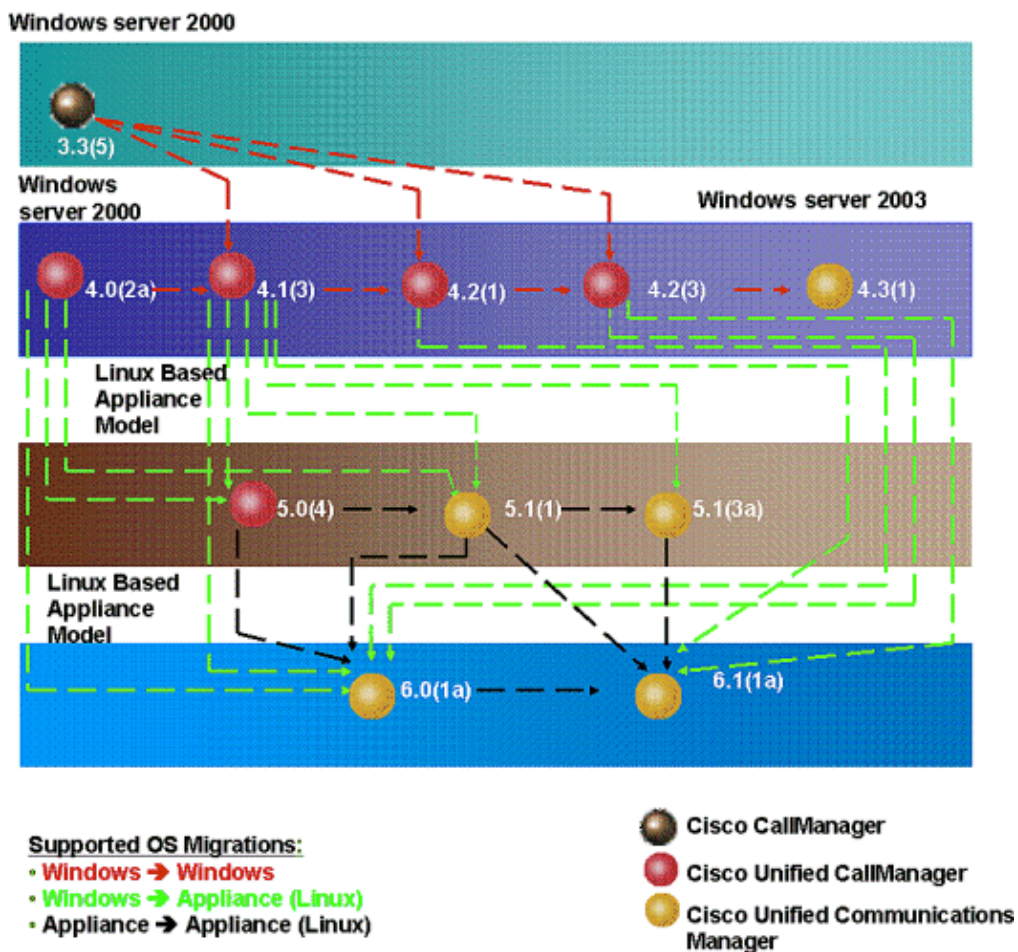 Windows server 2000
3.3(5)
Windows
server 2000
Windows server 2003
4.0(2a)
4.1(3)
4.2(1)
4.2(3)
4.3(1)
Linux Based
Appliance
Model
5.0(4)
5.1(1)
5.1(3a)
Linux Based
Appliance
Model
6.0(1a)
6.1(1a)
Supported OS Migrations:
• Windows ➔ Windows
• Windows ➔ Appliance (Linux)
• Appliance ➔ Appliance (Linux)
Cisco CallManager
Cisco Unified CallManager
Cisco Unified Communications
Manager